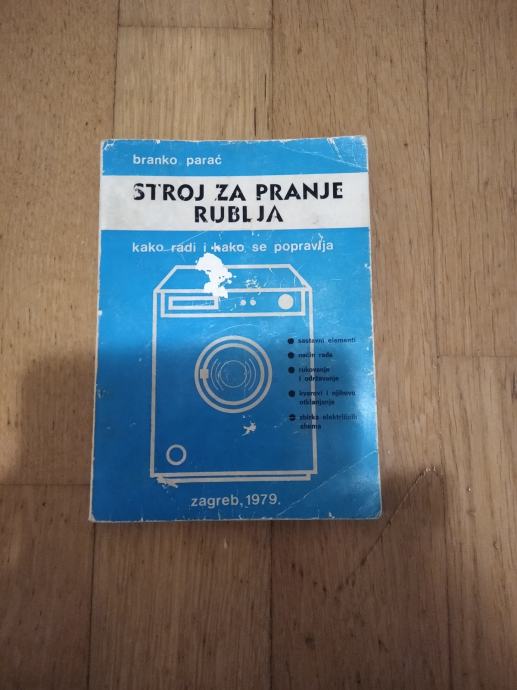 branko parać
STROJ ZA PRANJE
RUBLJA
kako radi i kako se popravlja
sastavni elementi
način rada
rukovanje
i održavanje
kvarovi i njihovo
otklanjanje
zbirka električnih
shema
zagreb, 1979.